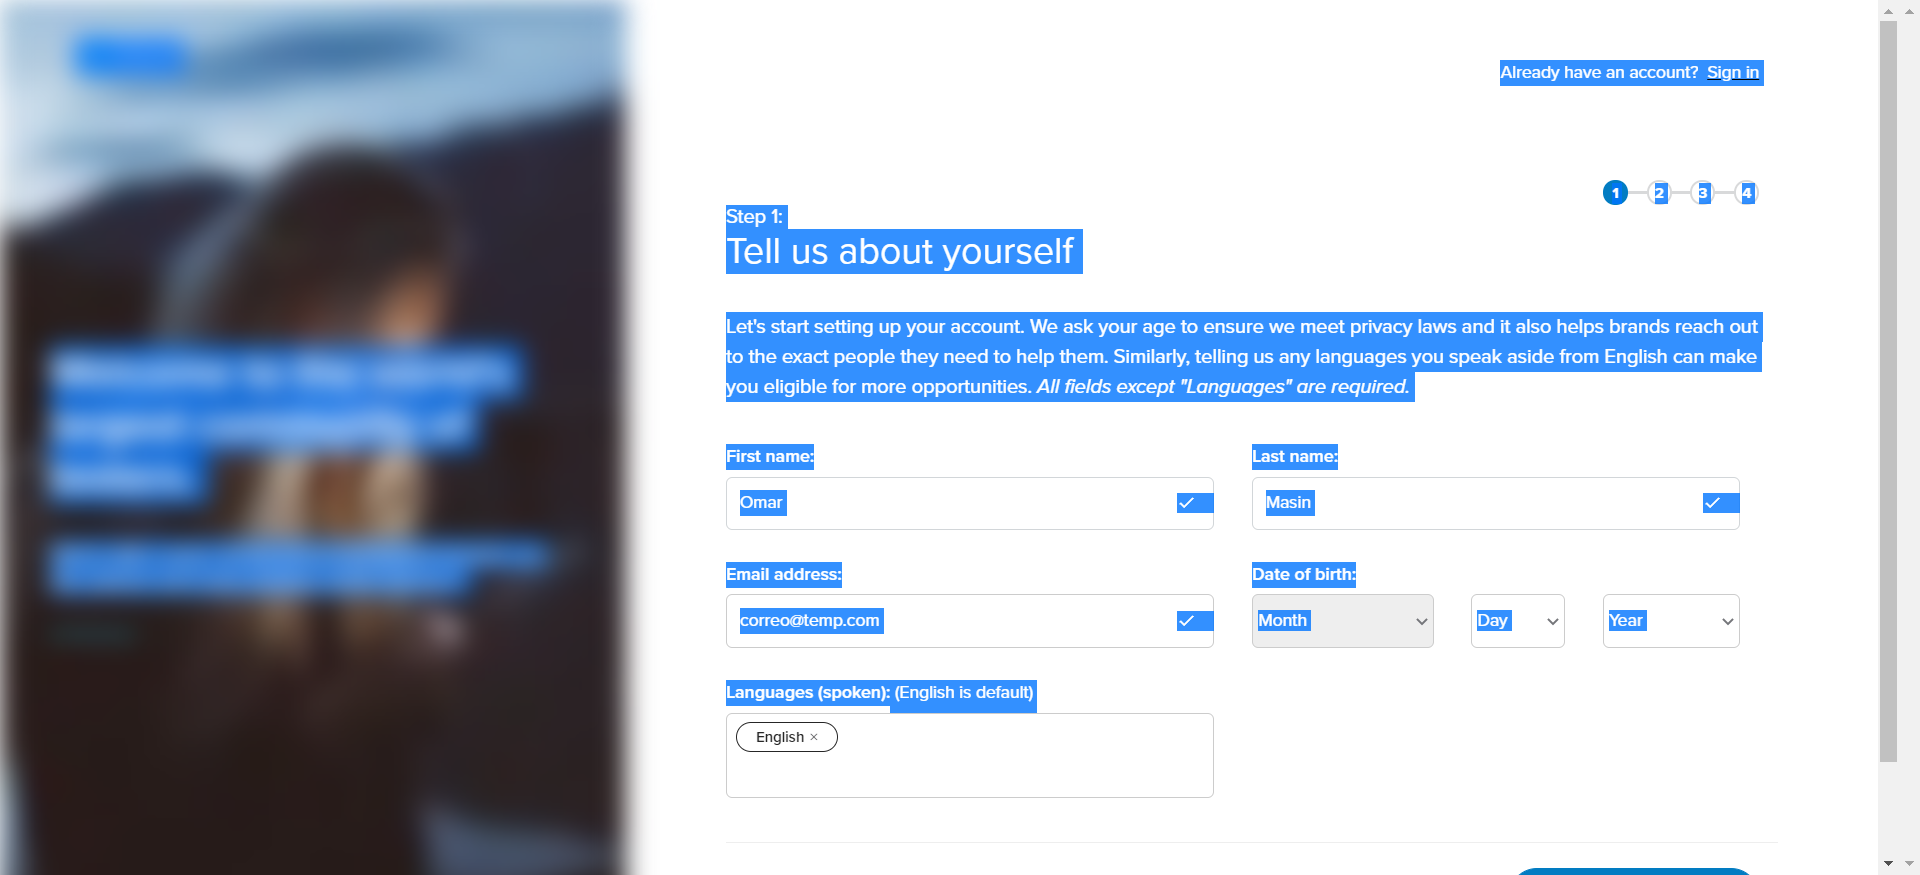 Already have an account? Sign in
1 2 3 4
Step 1:
Tell us about yourself
Let's start setting up your account. We ask your age to ensure we meet privacy laws and it also helps brands reach out
to the exact people they need to help them. Similarly, telling us any languages you speak aside from English can make
you eligible for more opportunities. All fields except "Languages" are required.
First name:
Last name:
Omar
Masin
Email address:
Date of birth:
correo@temp.com
Month
Day
Year
Languages (spoken): (English is default)
English ×